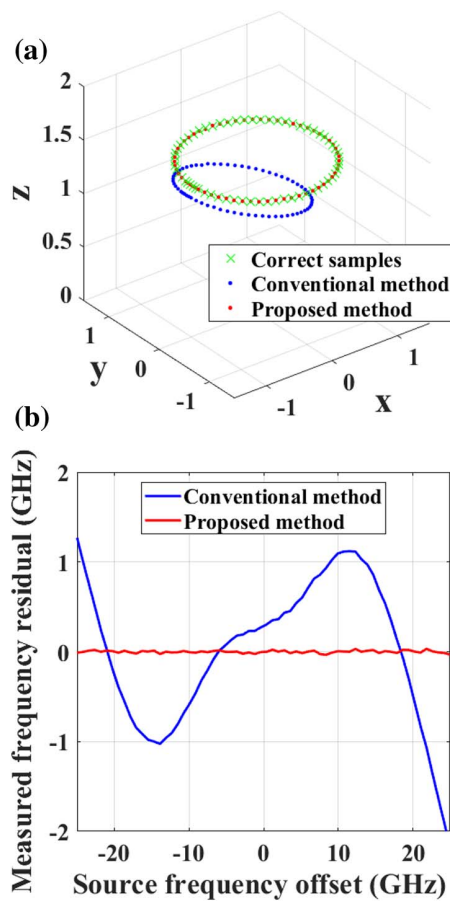 (a)
2
1.5
1
0.5
0
z
Correct samples
Conventional method
Proposed method
1
0
-1
y
-1
0
1
x
(b)
2
1
0
-1
-2
Measured frequency residual (GHz)
Conventional method
Proposed method
-20 -10 0 10 20
Source frequency offset (GHz)